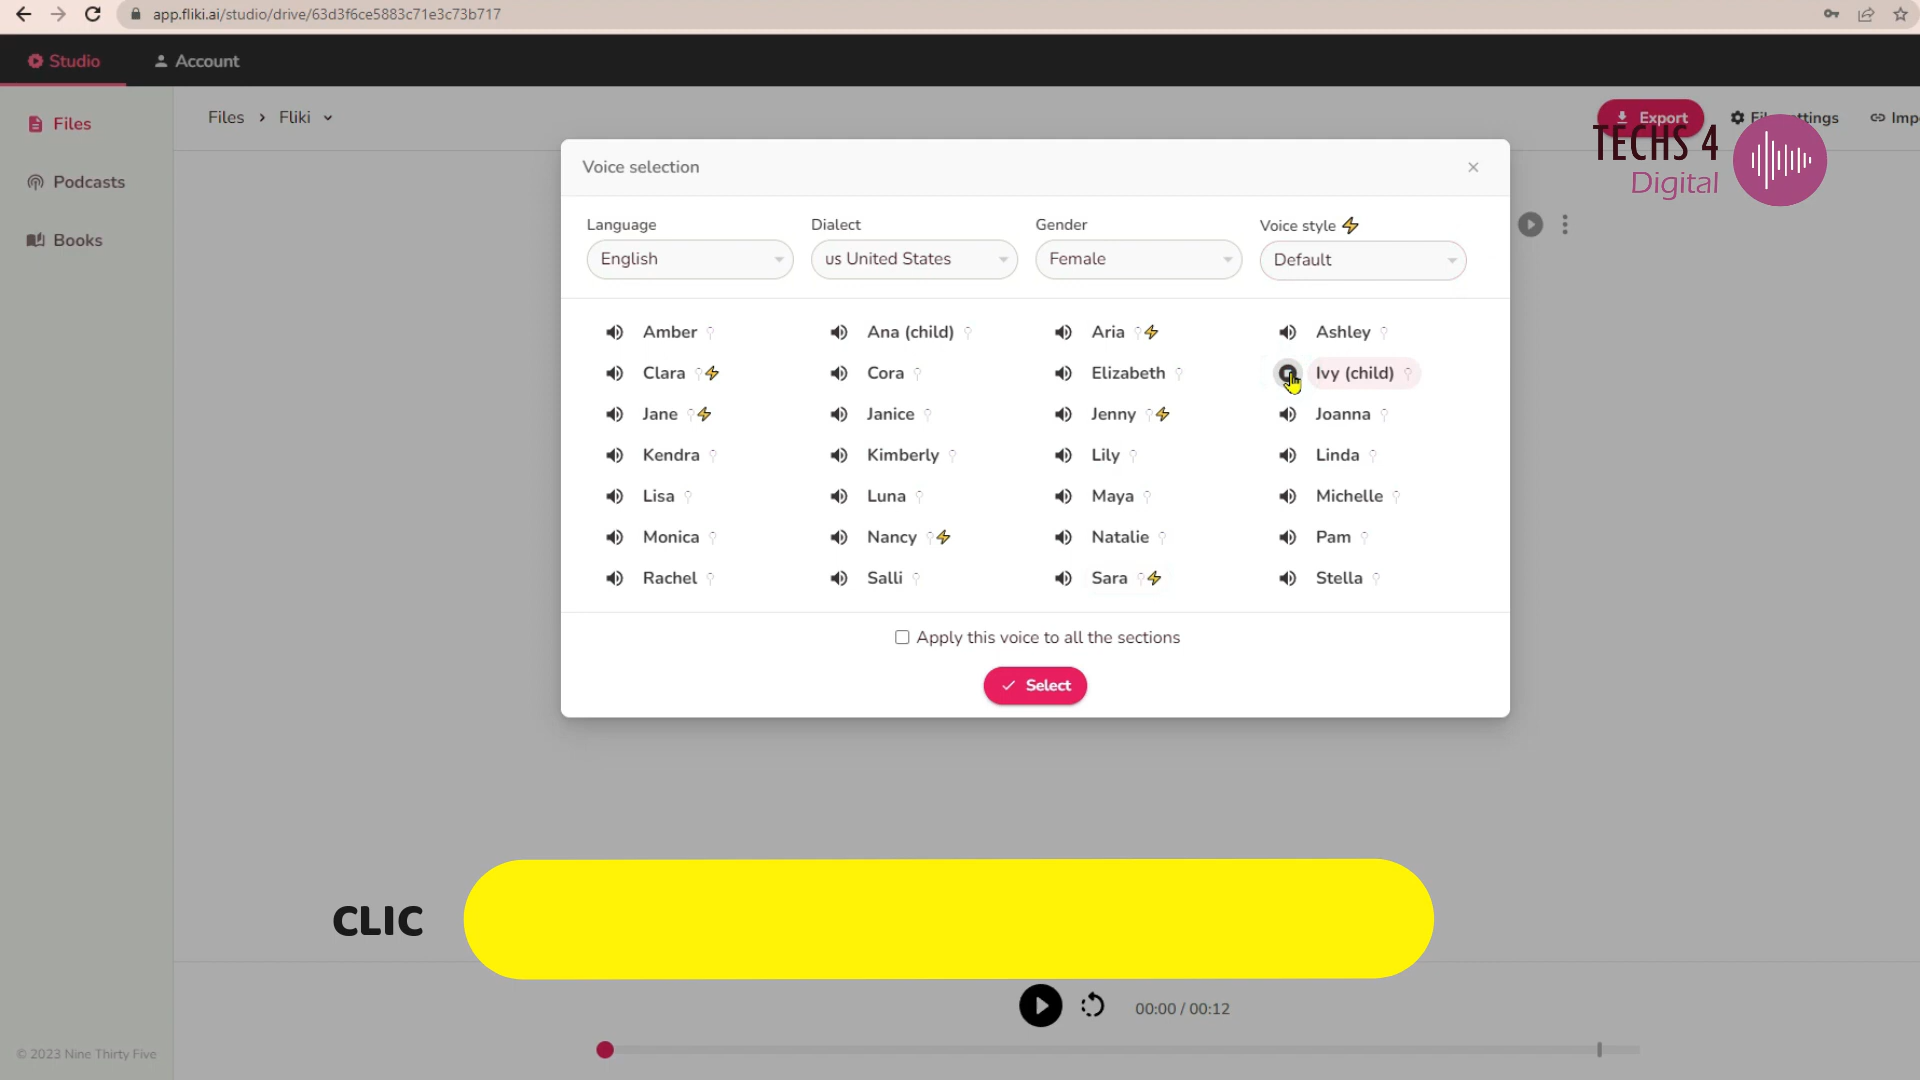 app.fliki.ai/studio/drive/63d3f6ce5883c71e3c73b717
Studio Account
Files
Podcasts
Books
Files > Fliki
Export
Imp
TECHS 4
Digital
Voice selection
Language Dialect Gender Voice style
English us United States Female Default
Amber Ana (child) Aria Ashley
Clara Cora Elizabeth Ivy (child)
Jane Janice Jenny Joanna
Kendra Kimberly Lily Linda
Lisa Luna Maya Michelle
Monica Nancy Natalie Pam
Rachel Salli Sara Stella
Apply this voice to all the sections
Select
CLIC
00:00 / 00:12
© 2023 Nine Thirty Five